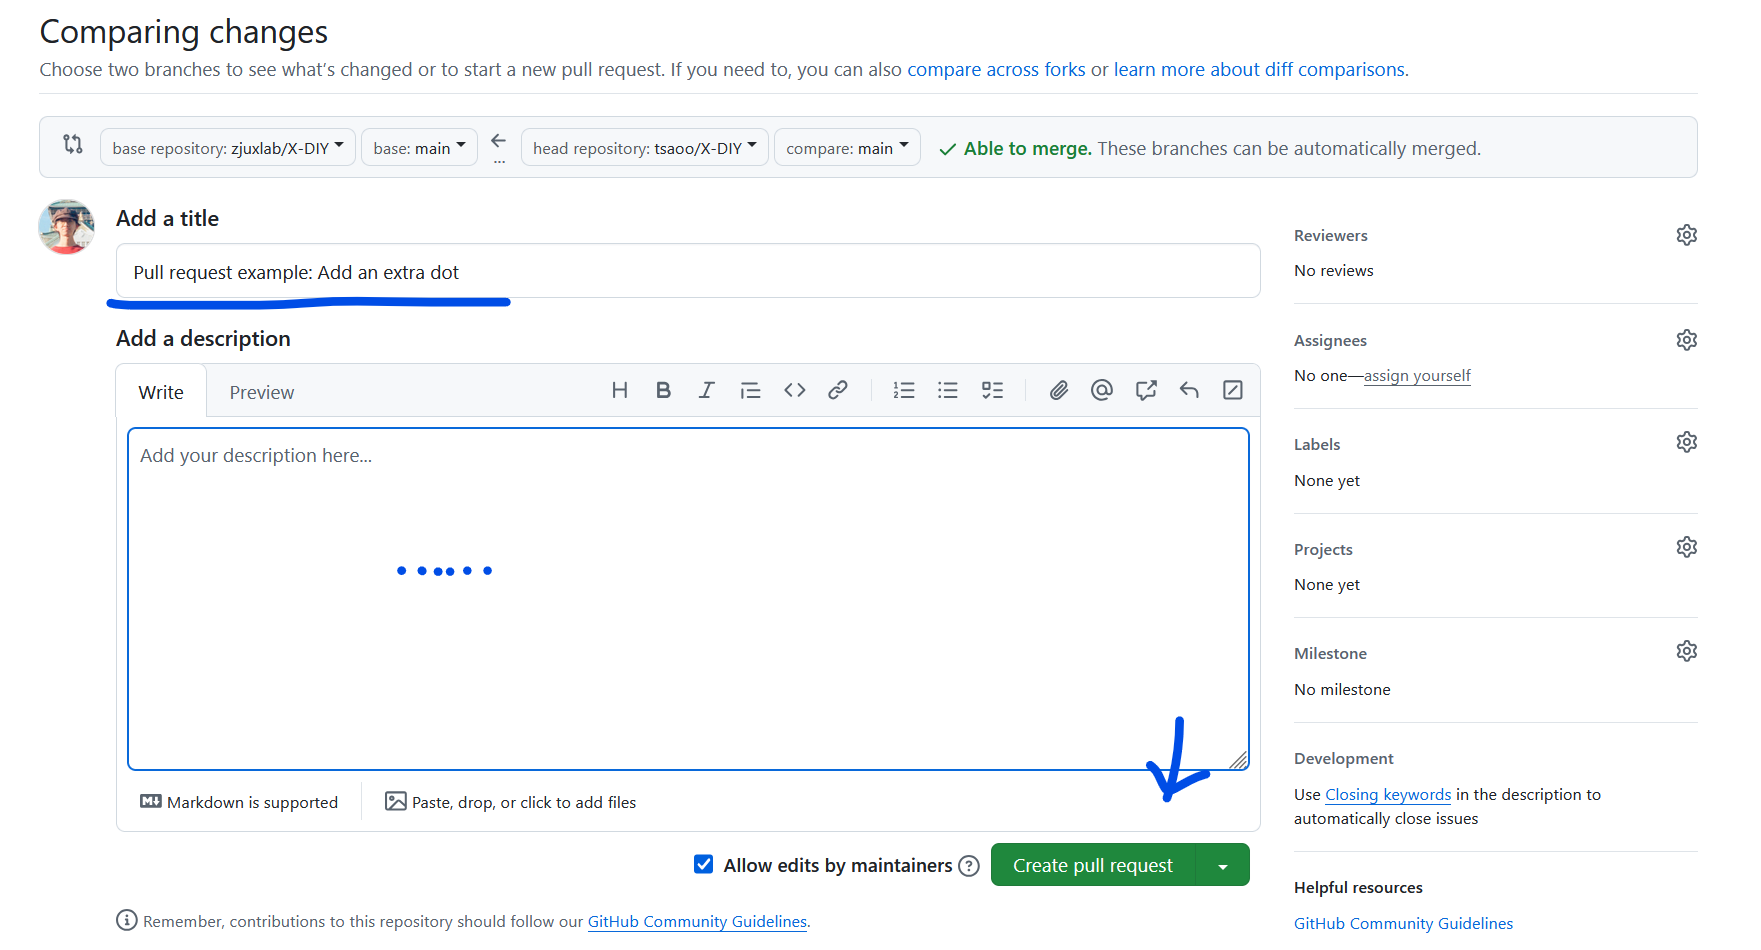 Comparing changes
Choose two branches to see what's changed or to start a new pull request. If you need to, you can also compare across forks or learn more about diff comparisons.
base repository: zjuxlab/X-DIY base: main ... head repository: tsaoo/X-DIY compare: main Able to merge. These branches can be automatically merged.
Add a title
Pull request example: Add an extra dot
Add a description
Write Preview
Add your description here...
Markdown is supported Paste, drop, or click to add files
Allow edits by maintainers Create pull request
Remember, contributions to this repository should follow our GitHub Community Guidelines.
Reviewers
No reviews
Assignees
No one—assign yourself
Labels
None yet
Projects
None yet
Milestone
No milestone
Development
Use Closing keywords in the description to
automatically close issues
Helpful resources
GitHub Community Guidelines